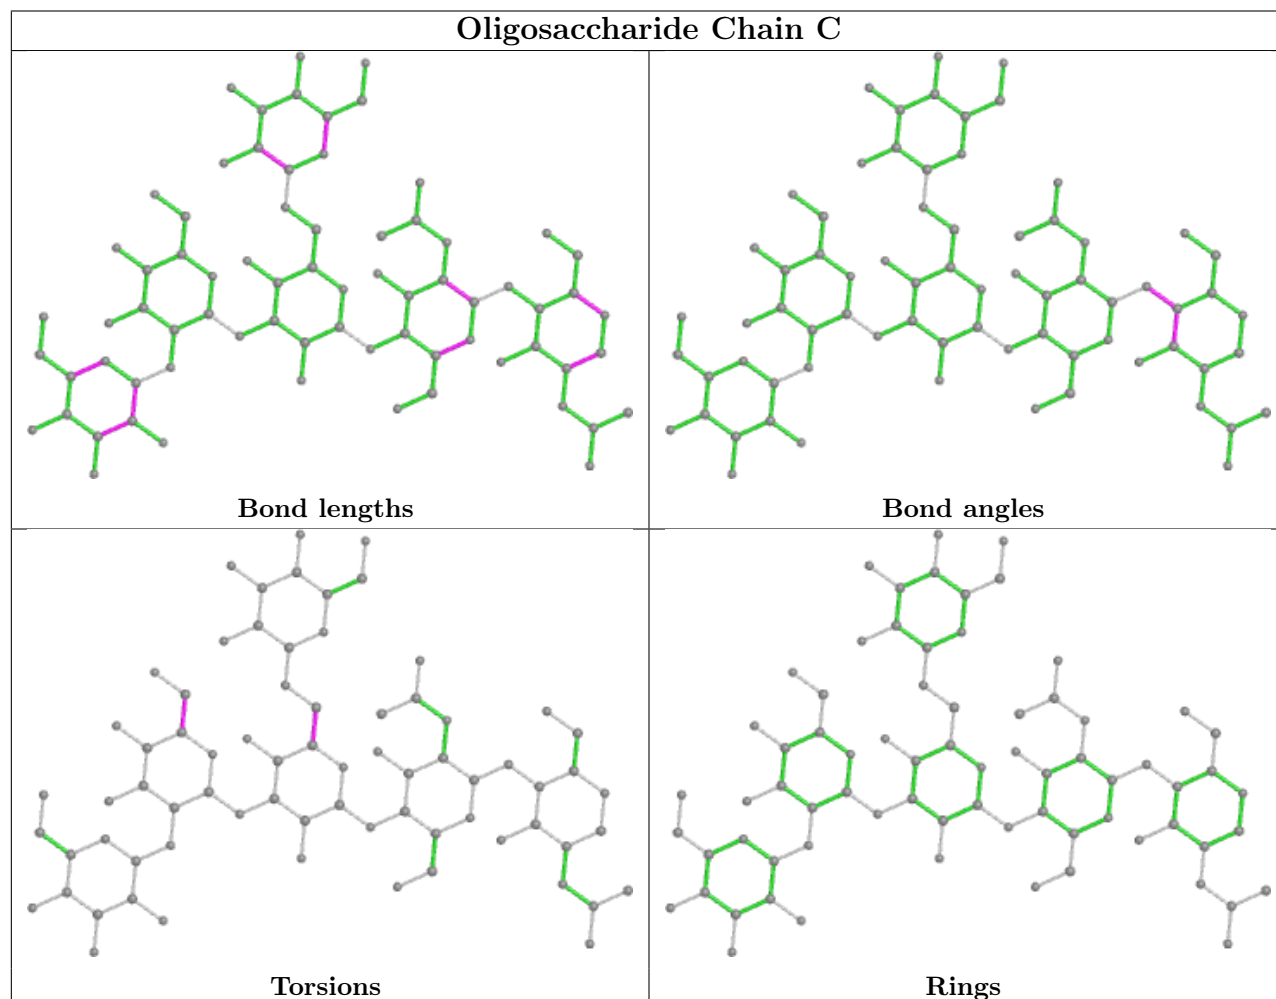 Oligosaccharide Chain C
Bond lengths
Bond angles
Torsions
Rings